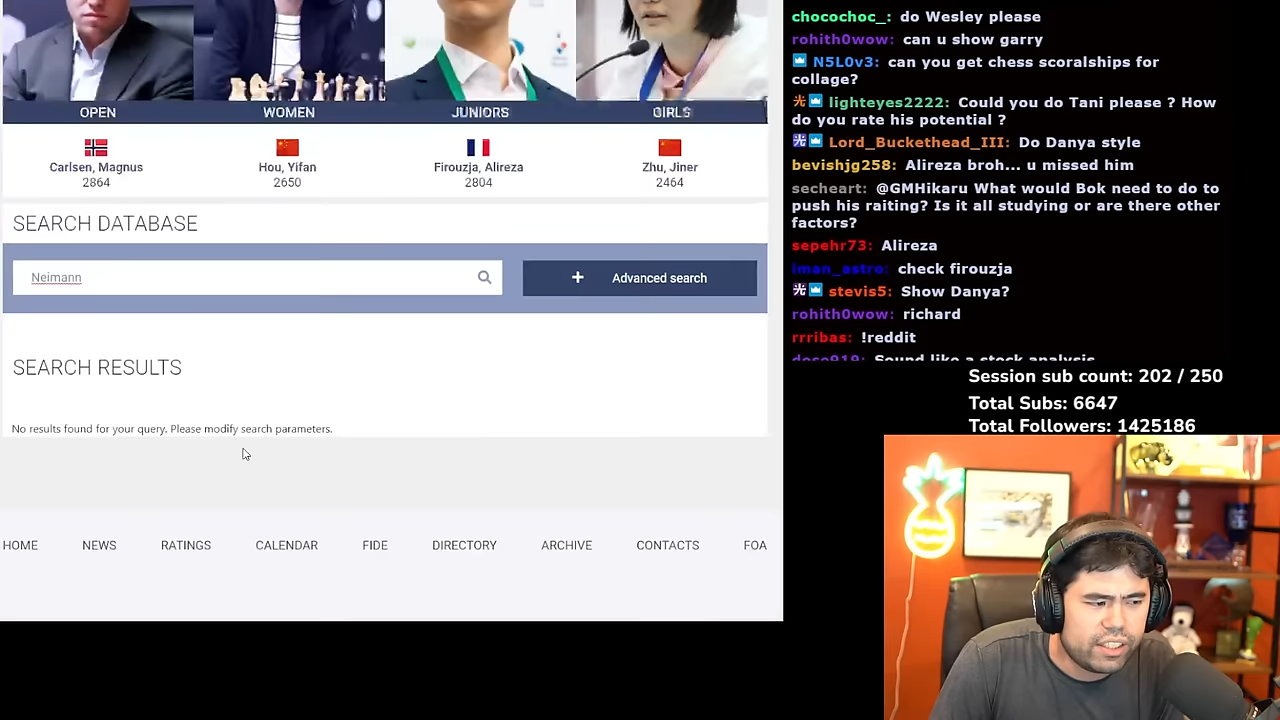 OPEN
WOMEN
JUNIORS
GIRLS
Carlsen, Magnus
2864
Hou, Yifan
2650
Firouzja, Alireza
2804
Zhu, Jiner
2464
SEARCH DATABASE
Neimann
+ Advanced search
SEARCH RESULTS
No results found for your query. Please modify search parameters.
HOME
NEWS
RATINGS
CALENDAR
FIDE
DIRECTORY
ARCHIVE
CONTACTS
FOA
chocochoc_: do Wesley please
rohith0wow: can u show garry
N5L0v3: can you get chess scoralships for
collage?
光 lighteyes2222: Could you do Tani please ? How
do you rate his potential ?
Lord_Buckethead_III: Do Danya style
bevishjg258: Alireza broh... u missed him
secheart: @GMHikaru What would Bok need to do to
push his raiting? Is it all studying or are there other
factors?
sepehr73: Alireza
iman_astro: check firouzja
stevis5: Show Danya?
rohith0wow: richard
rrribas: !reddit
Sound like a stock analysis
Session sub count: 202 / 250
Total Subs: 6647
Total Followers: 1425186